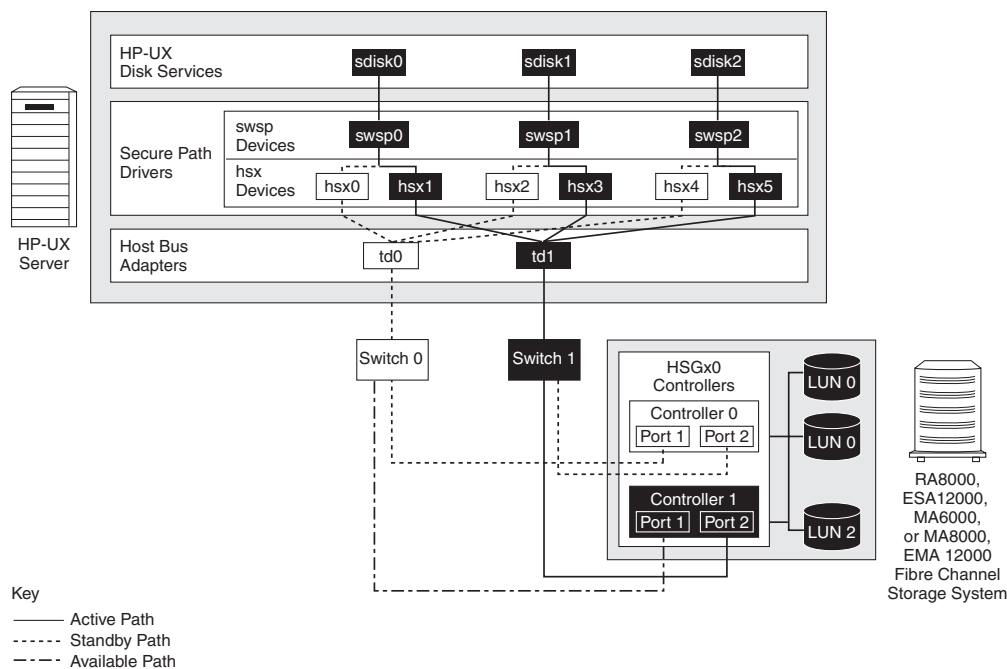 HP-UX
Disk Services
sdisk0
sdisk1
sdisk2
Secure Path
Drivers
swsp
Devices
swsp0
swsp1
swsp2
hsx
Devices
hsx0
hsx1
hsx2
hsx3
hsx4
hsx5
HP-UX
Server
Host Bus
Adapters
td0
td1
Switch 0
Switch 1
HSGx0
Controllers
Controller 0
Port 1
Port 2
Controller 1
Port 1
Port 2
LUN 0
LUN 0
LUN 2
RA8000,
ESA12000,
MA6000,
or MA8000,
EMA 12000
Fibre Channel
Storage System
Key
Active Path
Standby Path
Available Path